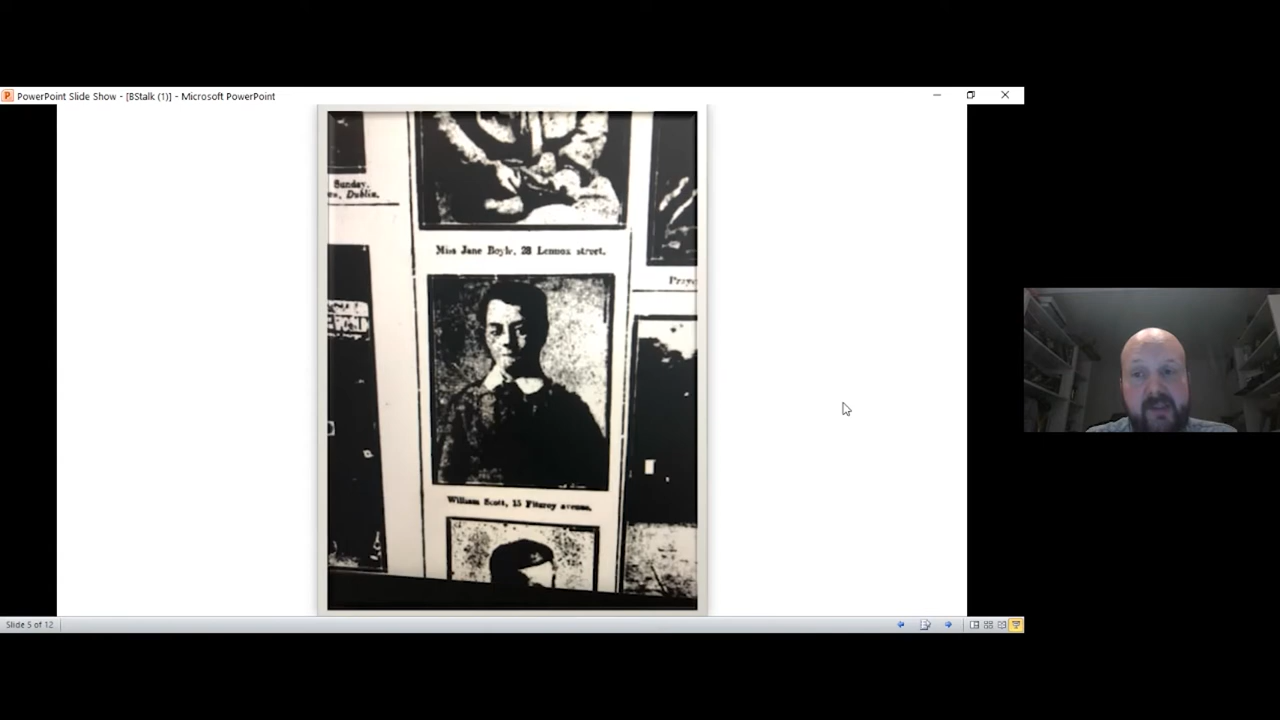 PowerPoint Slide Show - [BStalk (1)] - Microsoft PowerPoint
Sunday.
Dublin.
Miss Jane Boyle, 28 Lennox street.
William Scott, 15 Fitzroy avenue.
Slide 5 of 12